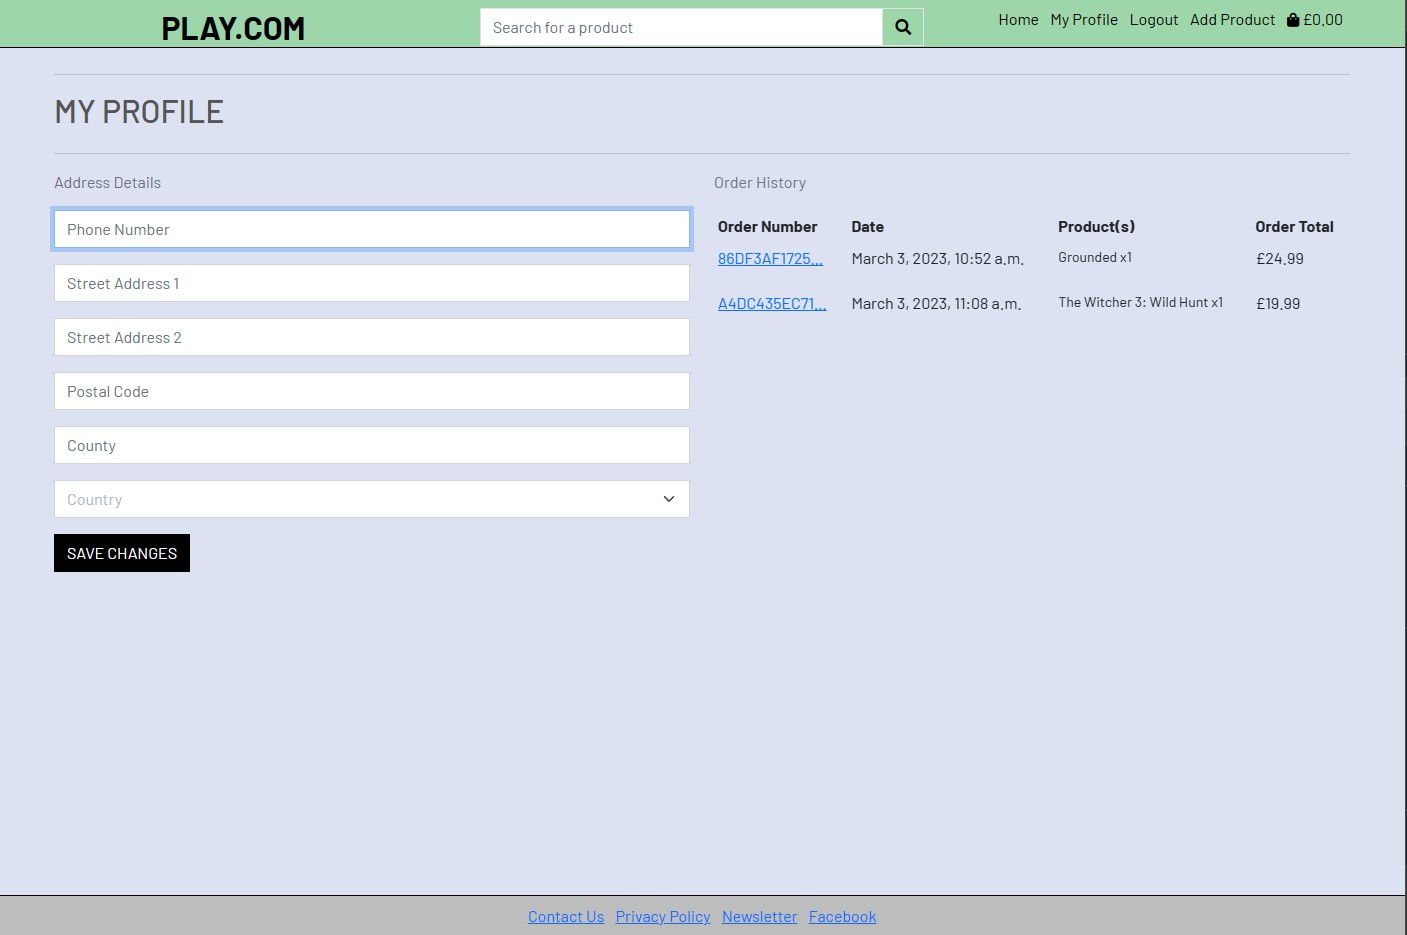 PLAY.COM
Search for a product
Home My Profile Logout Add Product £0.00
MY PROFILE
Address Details
Phone Number
Street Address 1
Street Address 2
Postal Code
County
Country
SAVE CHANGES
Order History
Order Number Date Product(s) Order Total
86DF3AF1725... March 3, 2023, 10:52 a.m. Grounded x1 £24.99
A4DC435EC71... March 3, 2023, 11:08 a.m. The Witcher 3: Wild Hunt x1 £19.99
Contact Us Privacy Policy Newsletter Facebook